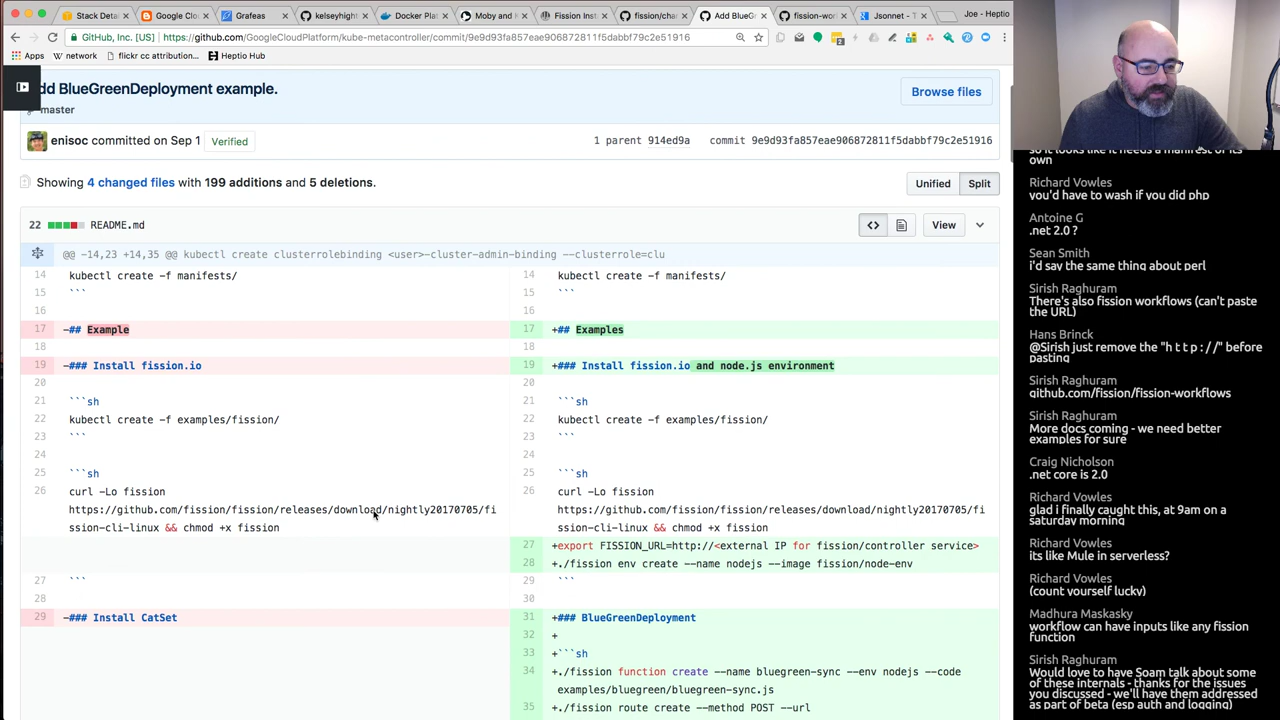 Stack Detai
Google Clo
Grafeas
kelseyhight
Docker Plat
Moby and K
Fission Inst
fission/char
Add BlueGr
fission-wor
Jsonnet - T
Joe - Heptio
GitHub, Inc. [US]
https://github.com/GoogleCloudPlatform/kube-metacontroller/commit/9e9d93fa857eae906872811f5dabbf79c2e51916
Apps
network
flickr cc attribution...
Heptio Hub
dd BlueGreenDeployment example.
master
Browse files
enisoc committed on Sep 1
Verified
1 parent 914ed9a commit 9e9d93fa857eae906872811f5dabbf79c2e51916
Showing 4 changed files with 199 additions and 5 deletions.
Unified
Split
22 README.md
View
@@ -14,23 +14,35 @@ kubectl create clusterrolebinding <user>-cluster-admin-binding --clusterrole=clu
14 kubectl create -f manifests/ 14 kubectl create -f manifests/
15 ``` 15 ```
16 16
17 -## Example 17 +## Examples
18 18
19 -### Install fission.io 19 +### Install fission.io and node.js environment
20 20
21 ```sh 21 ```sh
22 kubectl create -f examples/fission/ 22 kubectl create -f examples/fission/
23 ``` 23 ```
24 24
25 ```sh 25 ```sh
26 curl -Lo fission 26 curl -Lo fission
https://github.com/fission/fission/releases/download/nightly20170705/fi https://github.com/fission/fission/releases/download/nightly20170705/fi
ssion-cli-linux && chmod +x fission ssion-cli-linux && chmod +x fission
27 +export FISSION_URL=http://<external IP for fission/controller service>
28 +./fission env create --name nodejs --image fission/node-env
27 ``` 29 ```
28 30
29 -### Install CatSet 31 +### BlueGreenDeployment
32 +
33 +```sh
34 +./fission function create --name bluegreen-sync --env nodejs --code
examples/bluegreen/bluegreen-sync.js
35 +./fission route create --method POST --url
so it looks like it needs a manifest of its
own
Richard Vowles
you'd have to wash if you did php
Antoine G
.net 2.0 ?
Sean Smith
i'd say the same thing about perl
Sirish Raghuram
There's also fission workflows (can't paste
the URL)
Hans Brinck
@Sirish just remove the "h t t p : / /" before
pasting
Sirish Raghuram
github.com/fission/fission-workflows
Sirish Raghuram
More docs coming - we need better
examples for sure
Craig Nicholson
.net core is 2.0
Richard Vowles
glad i finally caught this, at 9am on a
saturday morning
Richard Vowles
its like Mule in serverless?
Richard Vowles
(count yourself lucky)
Madhura Maskasky
workflow can have inputs like any fission
function
Sirish Raghuram
Would love to have Soam talk about some
of these internals - thanks for the issues
you discussed - we'll have them addressed
as part of beta (esp auth and logging)